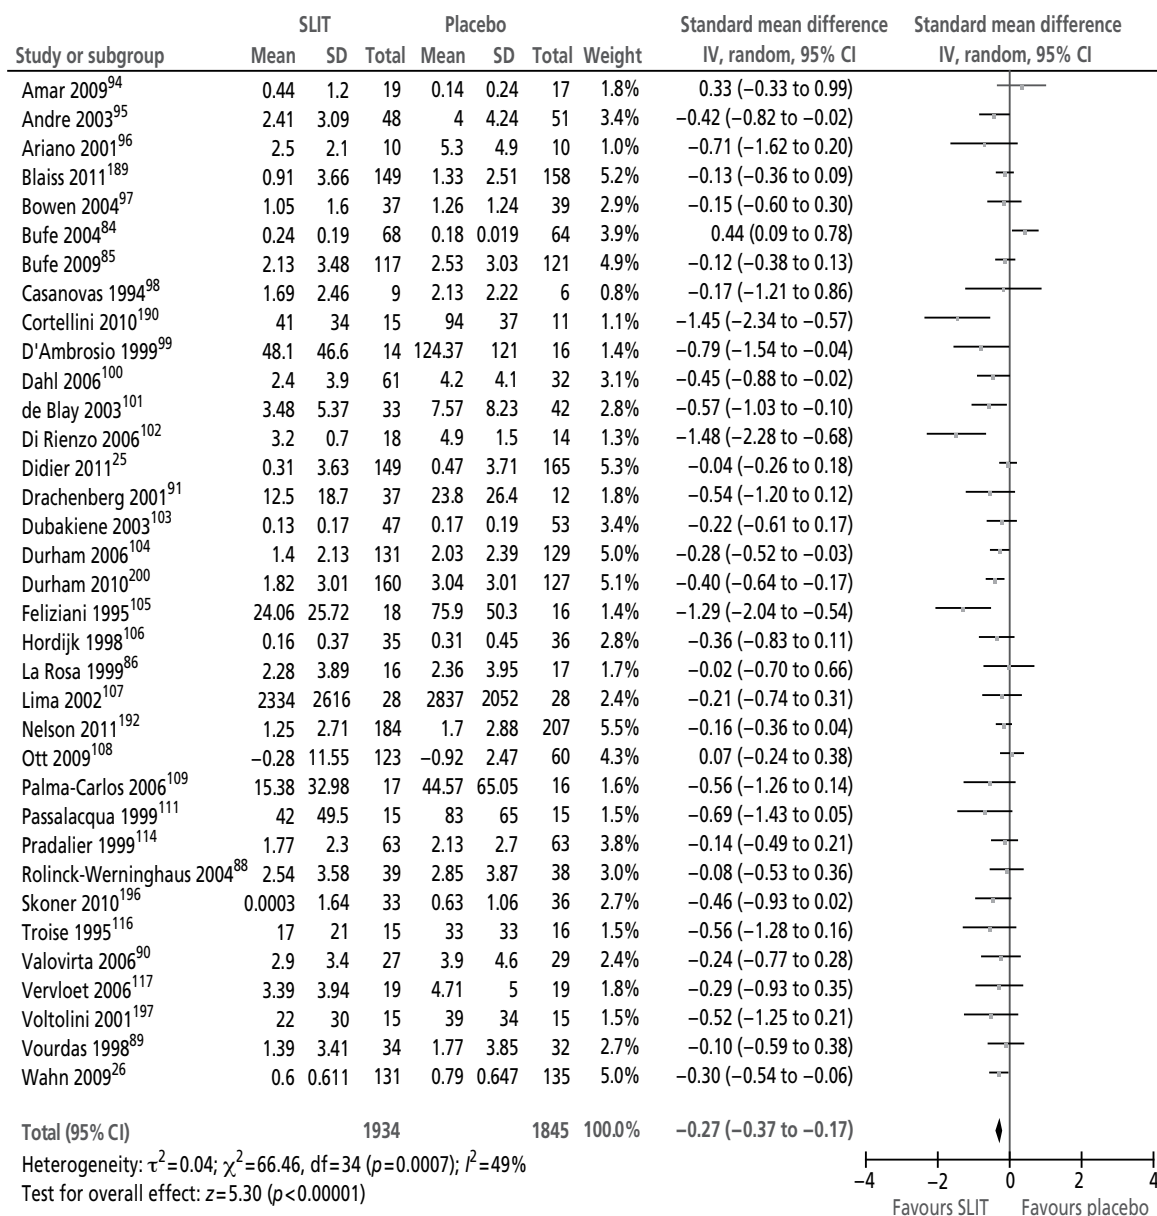 SLIT Placebo Standard mean difference Standard mean difference
Study or subgroup Mean SD Total Mean SD Total Weight IV, random, 95% CI IV, random, 95% CI
Amar 2009⁹⁴ 0.44 1.2 19 0.14 0.24 17 1.8% 0.33 (−0.33 to 0.99)
Andre 2003⁹⁵ 2.41 3.09 48 4 4.24 51 3.4% −0.42 (−0.82 to −0.02)
Ariano 2001⁹⁶ 2.5 2.1 10 5.3 4.9 10 1.0% −0.71 (−1.62 to 0.20)
Blaiss 2011¹⁸⁹ 0.91 3.66 149 1.33 2.51 158 5.2% −0.13 (−0.36 to 0.09)
Bowen 2004⁹⁷ 1.05 1.6 37 1.26 1.24 39 2.9% −0.15 (−0.60 to 0.30)
Bufe 2004⁸⁴ 0.24 0.19 68 0.18 0.019 64 3.9% 0.44 (0.09 to 0.78)
Bufe 2009⁸⁵ 2.13 3.48 117 2.53 3.03 121 4.9% −0.12 (−0.38 to 0.13)
Casanovas 1994⁹⁸ 1.69 2.46 9 2.13 2.22 6 0.8% −0.17 (−1.21 to 0.86)
Cortellini 2010¹⁹⁰ 41 34 15 94 37 11 1.1% −1.45 (−2.34 to −0.57)
D'Ambrosio 1999⁹⁹ 48.1 46.6 14 124.37 121 16 1.4% −0.79 (−1.54 to −0.04)
Dahl 2006¹⁰⁰ 2.4 3.9 61 4.2 4.1 32 3.1% −0.45 (−0.88 to −0.02)
de Blay 2003¹⁰¹ 3.48 5.37 33 7.57 8.23 42 2.8% −0.57 (−1.03 to −0.10)
Di Rienzo 2006¹⁰² 3.2 0.7 18 4.9 1.5 14 1.3% −1.48 (−2.28 to −0.68)
Didier 2011²⁵ 0.31 3.63 149 0.47 3.71 165 5.3% −0.04 (−0.26 to 0.18)
Drachenberg 2001⁹¹ 12.5 18.7 37 23.8 26.4 12 1.8% −0.54 (−1.20 to 0.12)
Dubakiene 2003¹⁰³ 0.13 0.17 47 0.17 0.19 53 3.4% −0.22 (−0.61 to 0.17)
Durham 2006¹⁰⁴ 1.4 2.13 131 2.03 2.39 129 5.0% −0.28 (−0.52 to −0.03)
Durham 2010²⁰⁰ 1.82 3.01 160 3.04 3.01 127 5.1% −0.40 (−0.64 to −0.17)
Feliziani 1995¹⁰⁵ 24.06 25.72 18 75.9 50.3 16 1.4% −1.29 (−2.04 to −0.54)
Hordijk 1998¹⁰⁶ 0.16 0.37 35 0.31 0.45 36 2.8% −0.36 (−0.83 to 0.11)
La Rosa 1999⁸⁶ 2.28 3.89 16 2.36 3.95 17 1.7% −0.02 (−0.70 to 0.66)
Lima 2002¹⁰⁷ 2334 2616 28 2837 2052 28 2.4% −0.21 (−0.74 to 0.31)
Nelson 2011¹⁹² 1.25 2.71 184 1.7 2.88 207 5.5% −0.16 (−0.36 to 0.04)
Ott 2009¹⁰⁸ −0.28 11.55 123 −0.92 2.47 60 4.3% 0.07 (−0.24 to 0.38)
Palma-Carlos 2006¹⁰⁹ 15.38 32.98 17 44.57 65.05 16 1.6% −0.56 (−1.26 to 0.14)
Passalacqua 1999¹¹¹ 42 49.5 15 83 65 15 1.5% −0.69 (−1.43 to 0.05)
Pradalier 1999¹¹⁴ 1.77 2.3 63 2.13 2.7 63 3.8% −0.14 (−0.49 to 0.21)
Rolinck-Werninghaus 2004⁸⁸ 2.54 3.58 39 2.85 3.87 38 3.0% −0.08 (−0.53 to 0.36)
Skoner 2010¹⁹⁶ 0.0003 1.64 33 0.63 1.06 36 2.7% −0.46 (−0.93 to 0.02)
Troise 1995¹¹⁶ 17 21 15 33 33 16 1.5% −0.56 (−1.28 to 0.16)
Valovirta 2006⁹⁰ 2.9 3.4 27 3.9 4.6 29 2.4% −0.24 (−0.77 to 0.28)
Vervloet 2006¹¹⁷ 3.39 3.94 19 4.71 5 19 1.8% −0.29 (−0.93 to 0.35)
Voltolini 2001¹⁹⁷ 22 30 15 39 34 15 1.5% −0.52 (−1.25 to 0.21)
Vourdas 1998⁸⁹ 1.39 3.41 34 1.77 3.85 32 2.7% −0.10 (−0.59 to 0.38)
Wahn 2009²⁶ 0.6 0.611 131 0.79 0.647 135 5.0% −0.30 (−0.54 to −0.06)
Total (95% CI) 1934 1845 100.0% −0.27 (−0.37 to −0.17)
Heterogeneity: τ²=0.04; χ²=66.46, df=34 (p=0.0007); I²=49%
Test for overall effect: z=5.30 (p<0.00001)
−4 −2 0 2 4
Favours SLIT Favours placebo